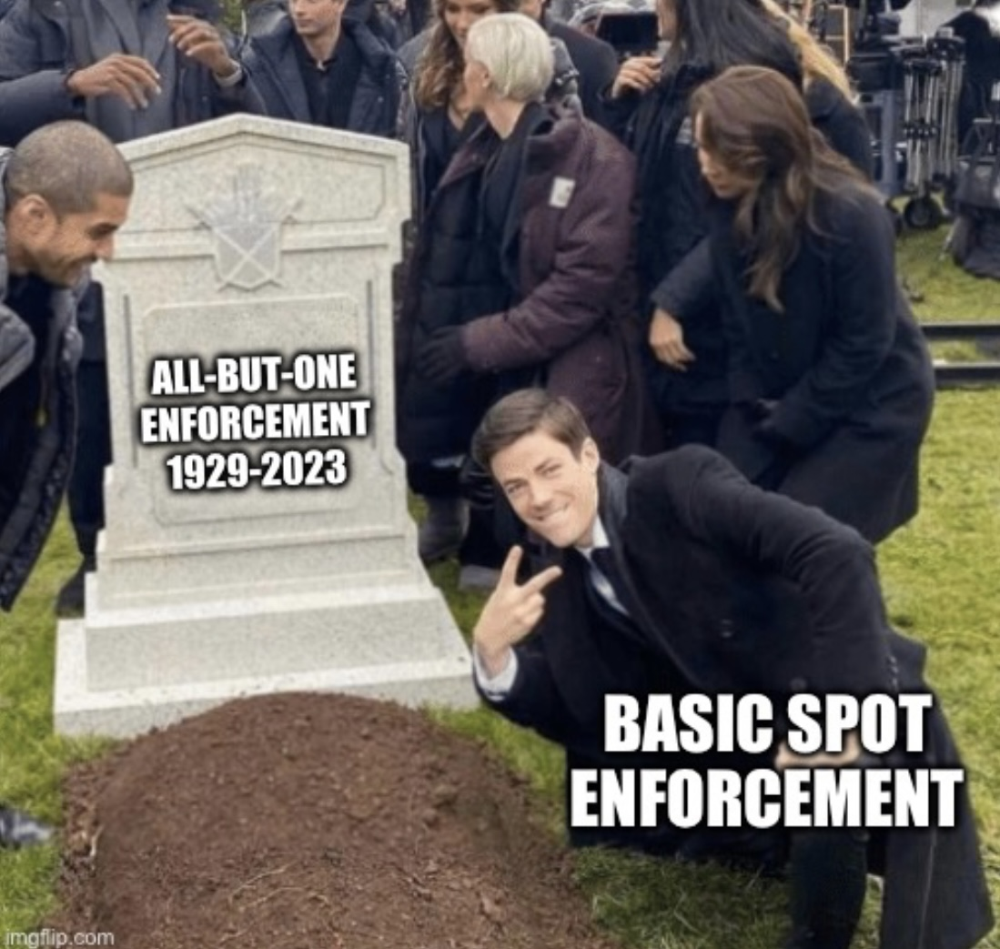 ALL-BUT-ONE
ENFORCEMENT
1929-2023
BASIC SPOT
ENFORCEMENT
imgflip.com